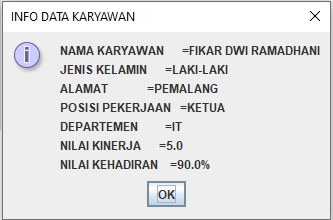 INFO DATA KARYAWAN
NAMA KARYAWAN =FIKAR DWI RAMADHANI
JENIS KELAMIN =LAKI-LAKI
ALAMAT =PEMALANG
POSISI PEKERJAAN =KETUA
DEPARTEMEN =IT
NILAI KINERJA =5.0
NILAI KEHADIRAN =90.0%
OK